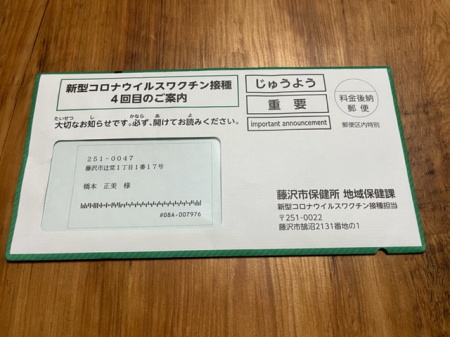 新型コロナウイルスワクチン接種
4回目のご案内
たいせつ し かなら あ よ
大切なお知らせです。必ず、開けてお読みください。
じゅうよう
重要
important announcement
料金後納
郵便
郵便区内特別
251-0047
藤沢市辻堂1丁目1番17号
橋本 正美 様
#08A-007976
藤沢市保健所 地域保健課
新型コロナウイルスワクチン接種担当
〒251-0022
藤沢市鵠沼2131番地の1